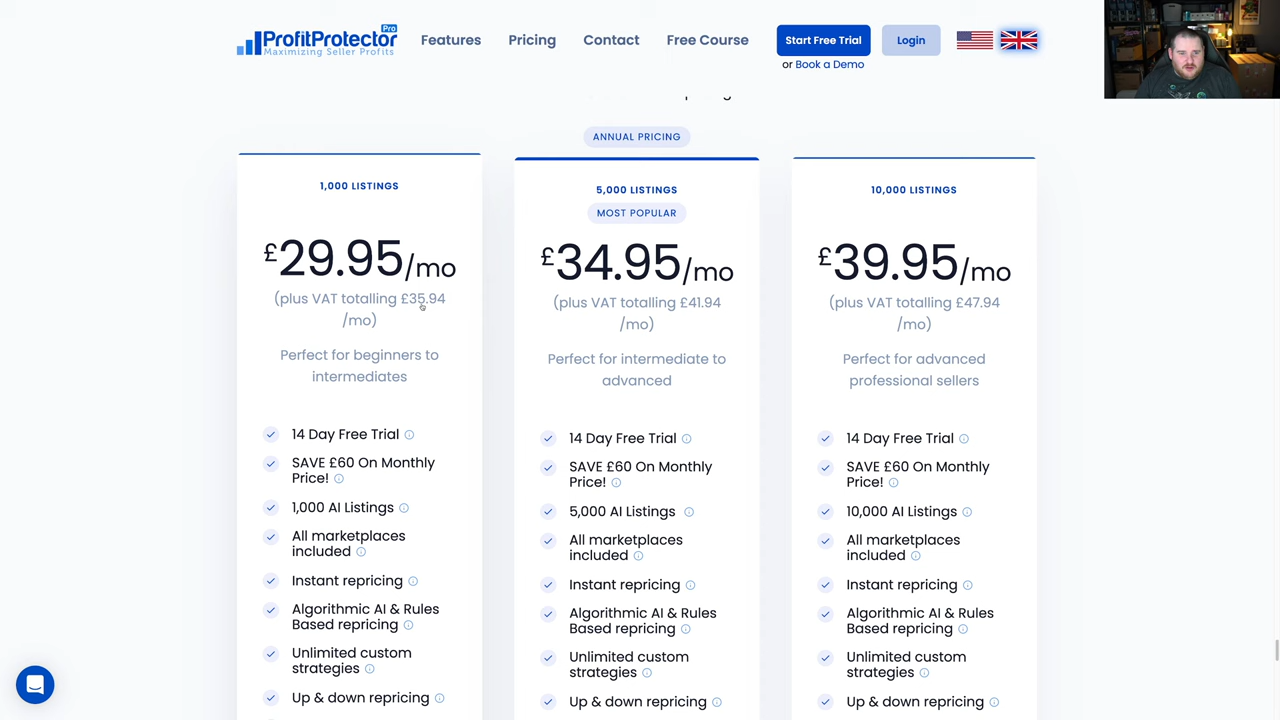 ProfitProtector Pro
Maximizing Seller Profits
Features
Pricing
Contact
Free Course
Start Free Trial
Login
or Book a Demo
ANNUAL PRICING
1,000 LISTINGS
£29.95/mo
(plus VAT totalling £35.94
/mo)
Perfect for beginners to
intermediates
14 Day Free Trial
SAVE £60 On Monthly
Price!
1,000 AI Listings
All marketplaces
included
Instant repricing
Algorithmic AI & Rules
Based repricing
Unlimited custom
strategies
Up & down repricing
5,000 LISTINGS
MOST POPULAR
£34.95/mo
(plus VAT totalling £41.94
/mo)
Perfect for intermediate to
advanced
14 Day Free Trial
SAVE £60 On Monthly
Price!
5,000 AI Listings
All marketplaces
included
Instant repricing
Algorithmic AI & Rules
Based repricing
Unlimited custom
strategies
Up & down repricing
10,000 LISTINGS
£39.95/mo
(plus VAT totalling £47.94
/mo)
Perfect for advanced
professional sellers
14 Day Free Trial
SAVE £60 On Monthly
Price!
10,000 AI Listings
All marketplaces
included
Instant repricing
Algorithmic AI & Rules
Based repricing
Unlimited custom
strategies
Up & down repricing